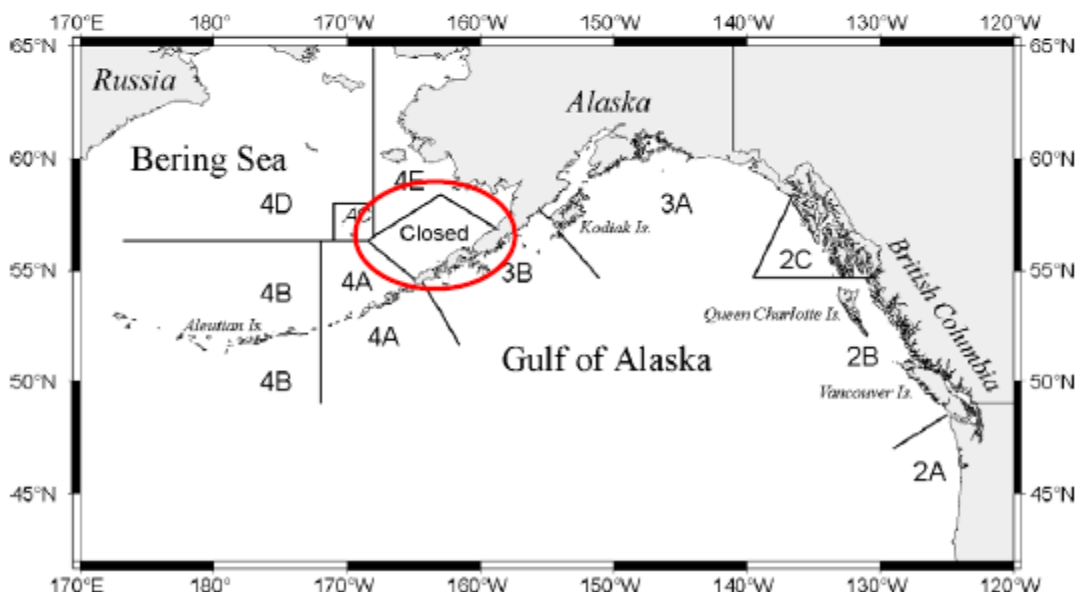 170°E 180° 170°W 160°W 150°W 140°W 130°W 120°W
65°N 65°N
Russia
Alaska
60°N Bering Sea 60°N
4E
4D 4C 3A
Closed Kodiak Is.
British Columbia
55°N 4A 3B 2C 55°N
4B
Aleutian Is. Queen Charlotte Is.
4A
Gulf of Alaska 2B
50°N 4B 50°N
Vancouver Is.
2A
45°N 45°N
170°E 180° 170°W 160°W 150°W 140°W 130°W 120°W